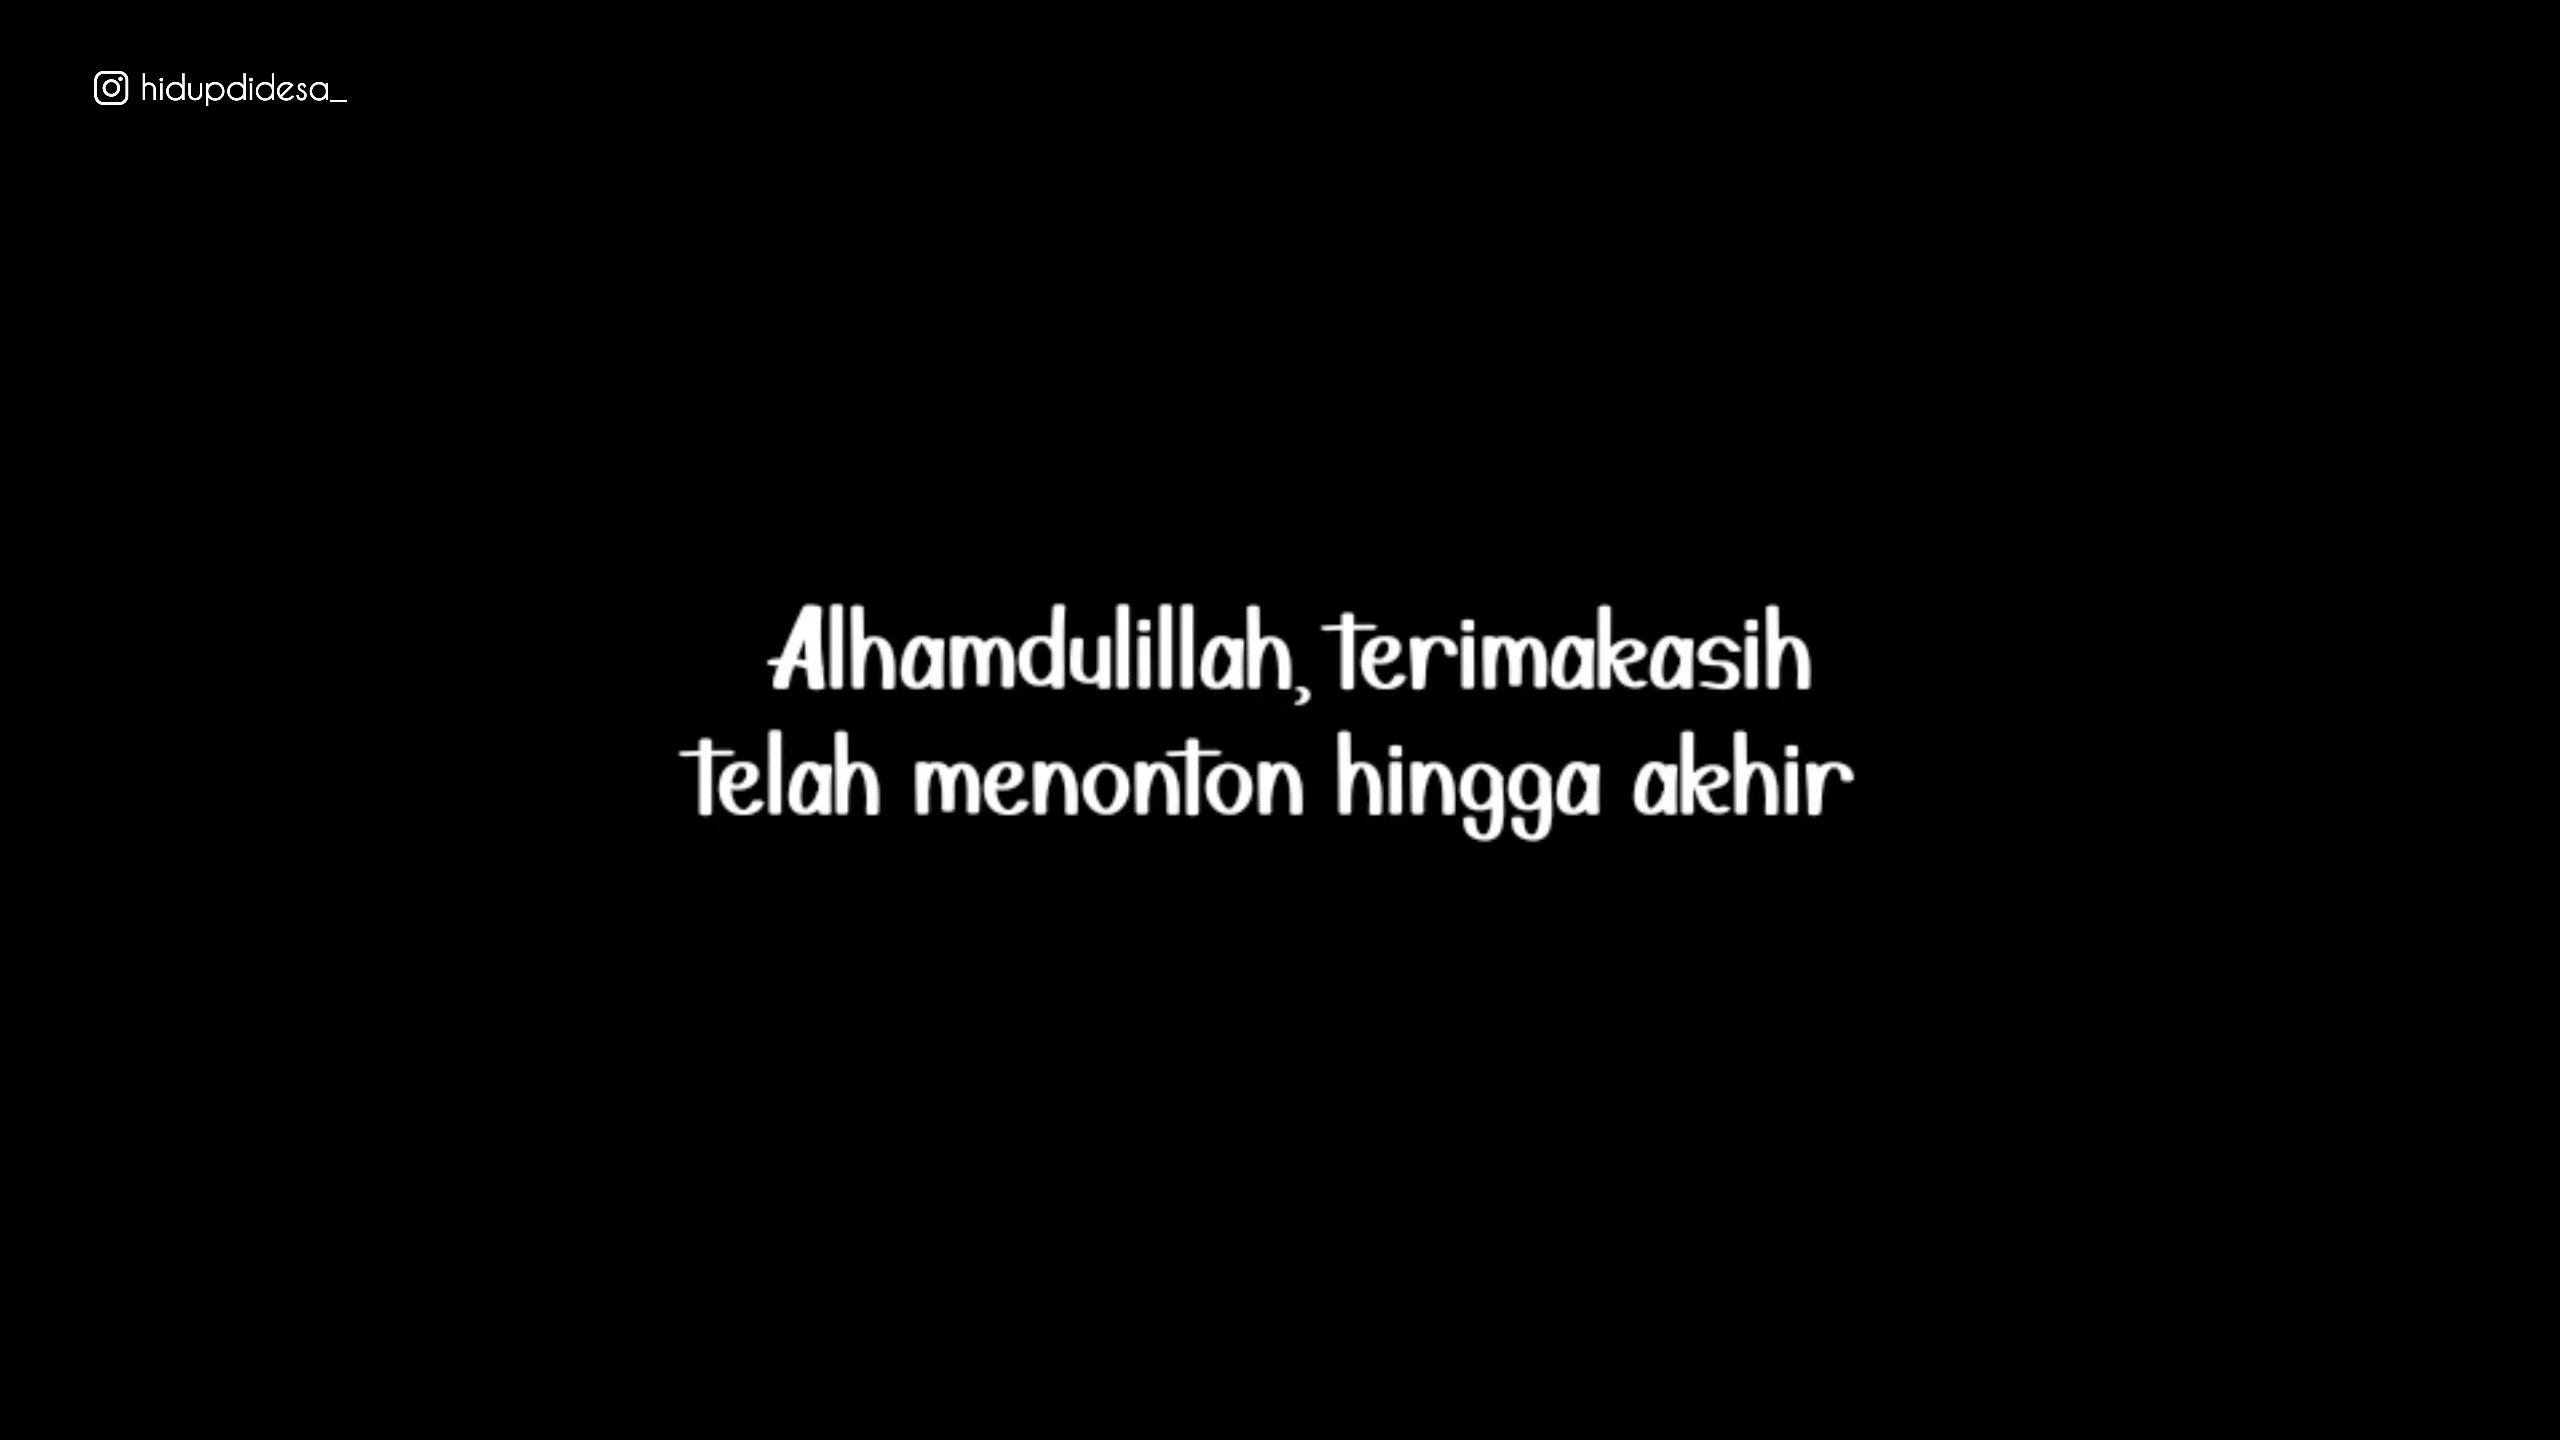 hidupdidesa_
Alhamdulillah, terimakasih
telah menonton hingga akhir